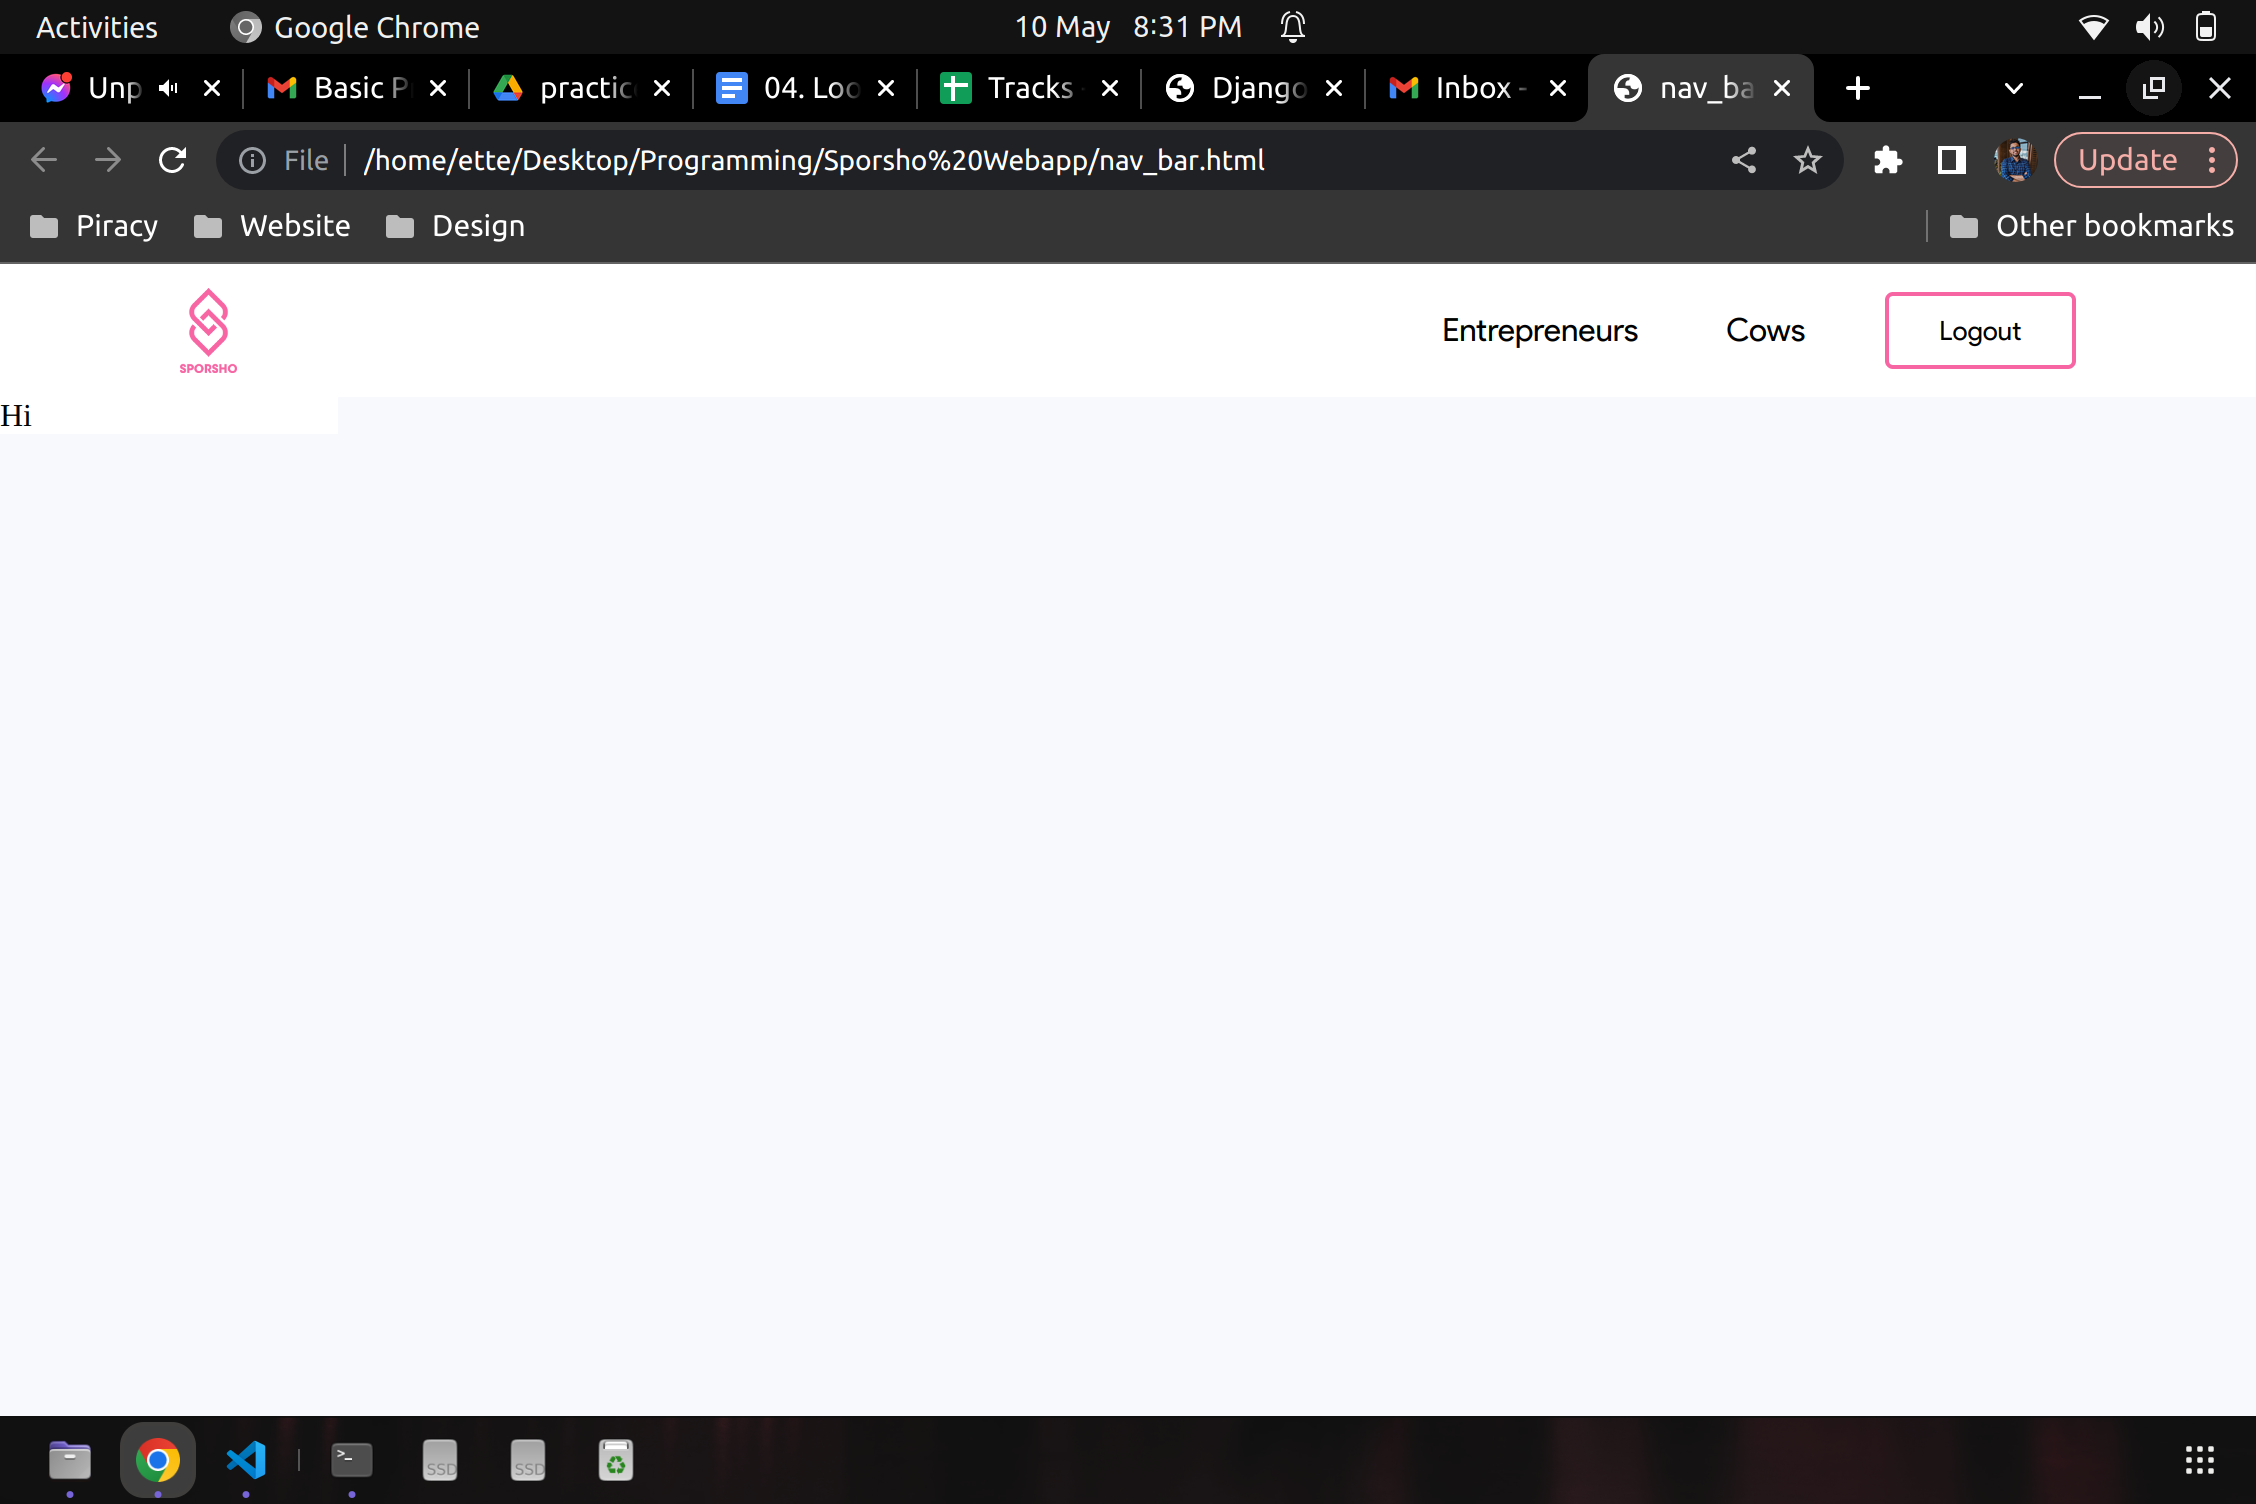 Activities Google Chrome 10 May 8:31 PM
Unp Basic P practic 04. Loo Tracks - Django Inbox - nav_ba
File /home/ette/Desktop/Programming/Sporsho%20Webapp/nav_bar.html Update
Piracy Website Design Other bookmarks
SPORSHO Entrepreneurs Cows Logout
Hi
>_ SSD SSD